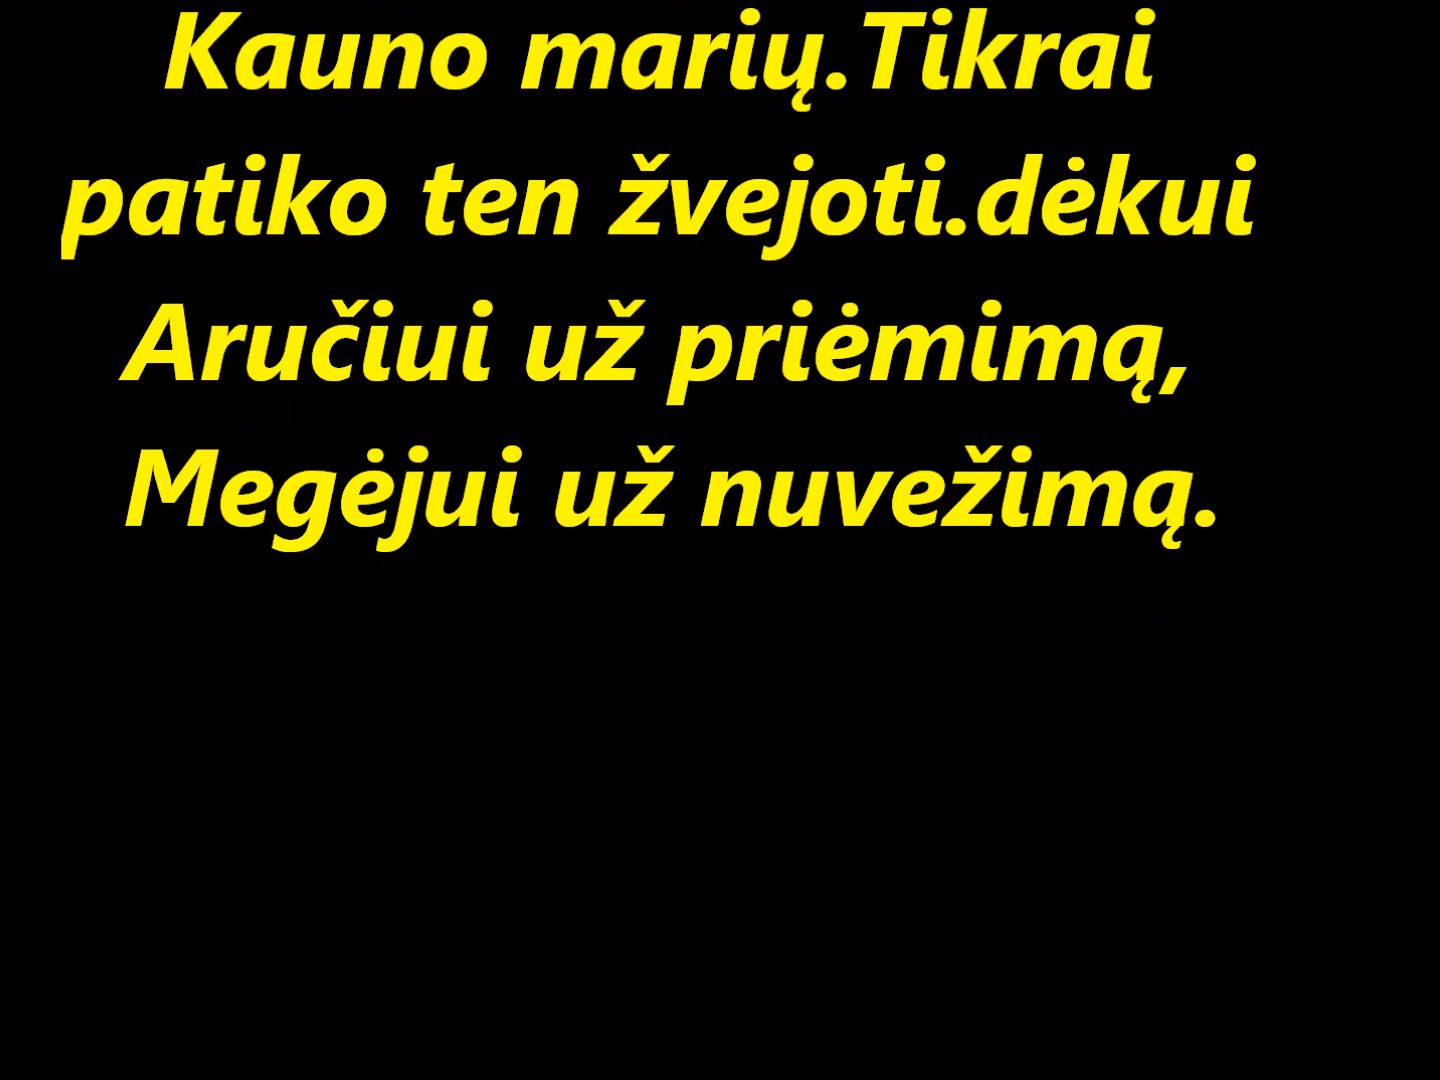 Kauno marių.Tikrai
patiko ten žvejoti.dėkui
Aručiui už priėmimą,
Megėjui už nuvežimą.